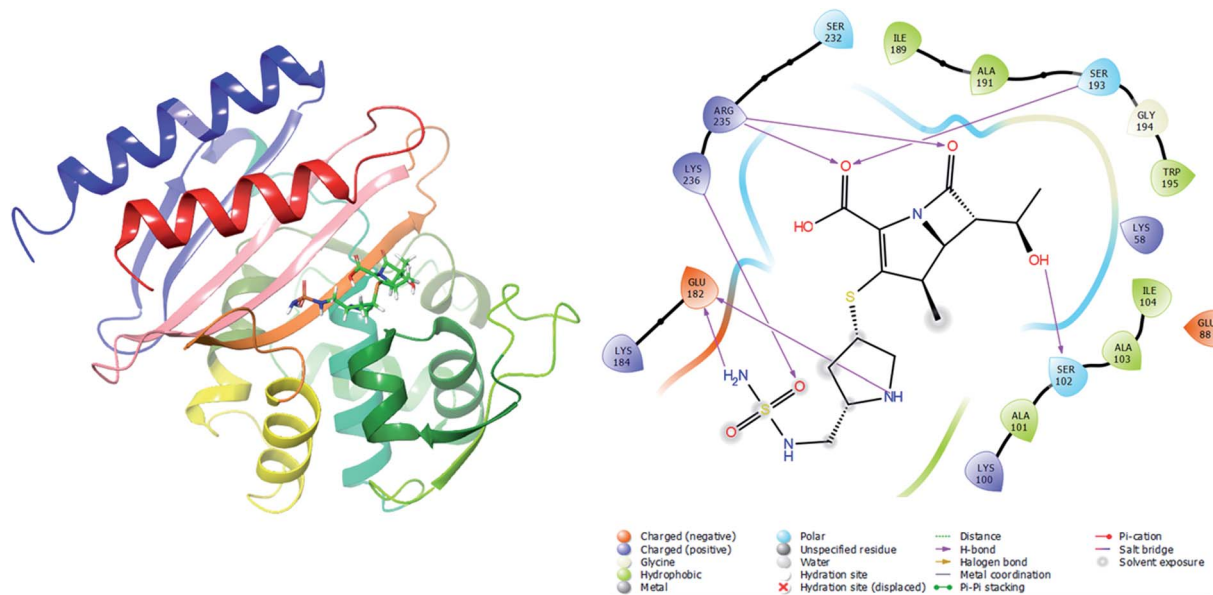 SER
232
ILE
189
ALA
191
SER
193
ARG
235
GLY
194
LYS
236
TRP
195
O
O
N
HO
LYS
58
OH
GLU
182
S
ILE
104
GLU
88
LYS
184
ALA
103
H₂N
O
SER
102
S
NH
O
ALA
101
N
H
LYS
100
Charged (negative)
Charged (positive)
Glycine
Hydrophobic
Metal
Polar
Unspecified residue
Water
Hydration site
Hydration site (displaced)
Distance
H-bond
Halogen bond
Metal coordination
Pi-Pi stacking
Pi-cation
Salt bridge
Solvent exposure